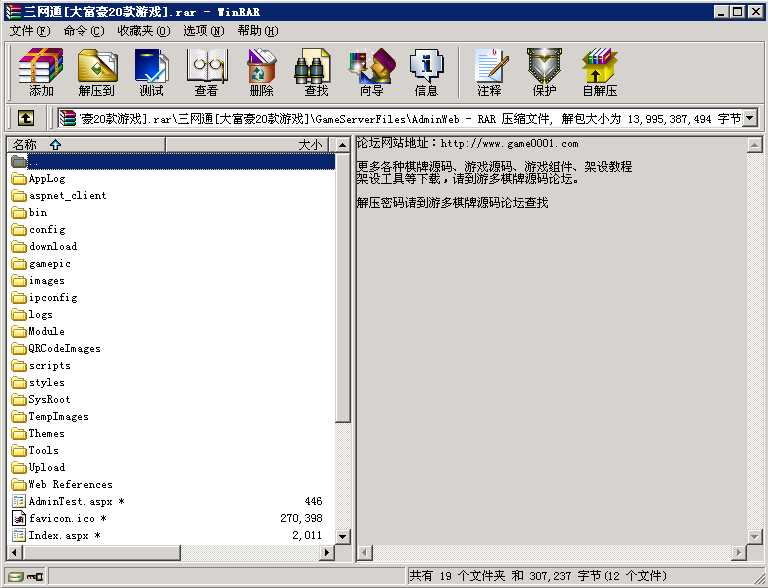 三网通[大富豪20款游戏].rar - WinRAR
文件(F) 命令(C) 收藏夹(O) 选项(N) 帮助(H)
添加 解压到 测试 查看 删除 查找 向导 信息 注释 保护 自解压
豪20款游戏].rar\三网通[大富豪20款游戏]\GameServerFiles\AdminWeb - RAR 压缩文件, 解包大小为 13,995,387,494 字节
名称 大小
..
AppLog
aspnet_client
bin
config
download
gamepic
images
ipconfig
logs
Module
QRCodeImages
scripts
styles
SysRoot
TempImages
Themes
Tools
Upload
Web References
AdminTest.aspx * 446
favicon.ico * 270,398
Index.aspx * 2,011
论坛网站地址：http://www.game0001.com
更多各种棋牌源码、游戏源码、游戏组件、架设教程
架设工具等下载，请到游多棋牌源码论坛。
解压密码请到游多棋牌源码论坛查找
共有 19 个文件夹 和 307,237 字节(12 个文件)